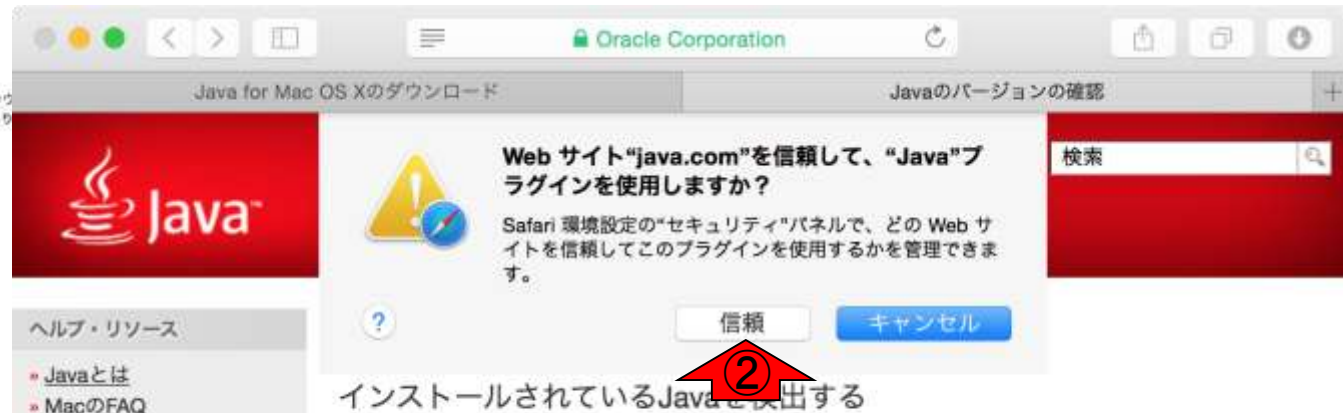 Oracle Corporation
Java for Mac OS Xのダウンロード
Javaのバージョンの確認
Java
Web サイト“java.com”を信頼して、“Java”プ
ラグインを使用しますか？
Safari 環境設定の“セキュリティ”パネルで、どの Web サ
イトを信頼してこのプラグインを使用するかを管理できま
す。
検索
?
信頼
キャンセル
②
ヘルプ・リソース
» Javaとは
» MacのFAQ
インストールされているJavaを検出する